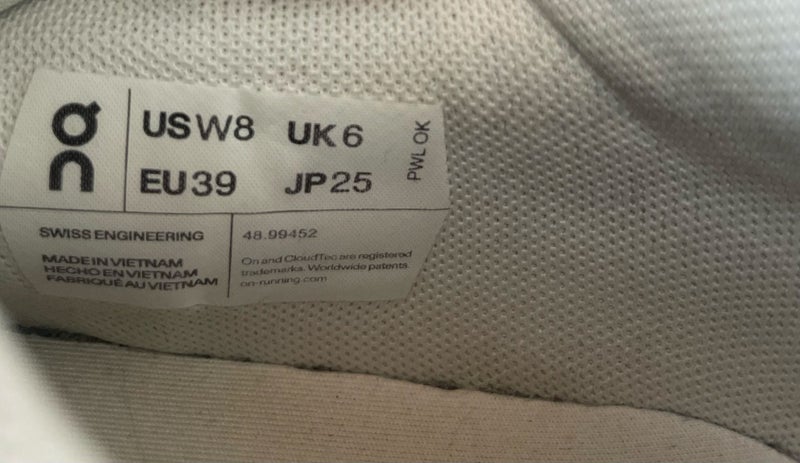 On
US W8 UK 6
EU 39 JP 25
PWL OK
SWISS ENGINEERING
MADE IN VIETNAM
HECHO EN VIETNAM
FABRIQUÉ AU VIETNAM
48.99452
On and CloudTec are registered
trademarks. Worldwide patents.
on-running.com